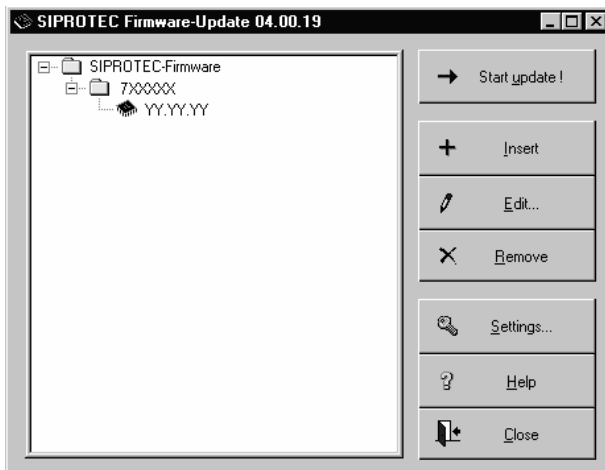 SIPROTEC Firmware-Update 04.00.19
SIPROTEC-Firmware
7XXXXX
YY.YY.YY
Start update !
Insert
Edit...
Remove
Settings...
Help
Close